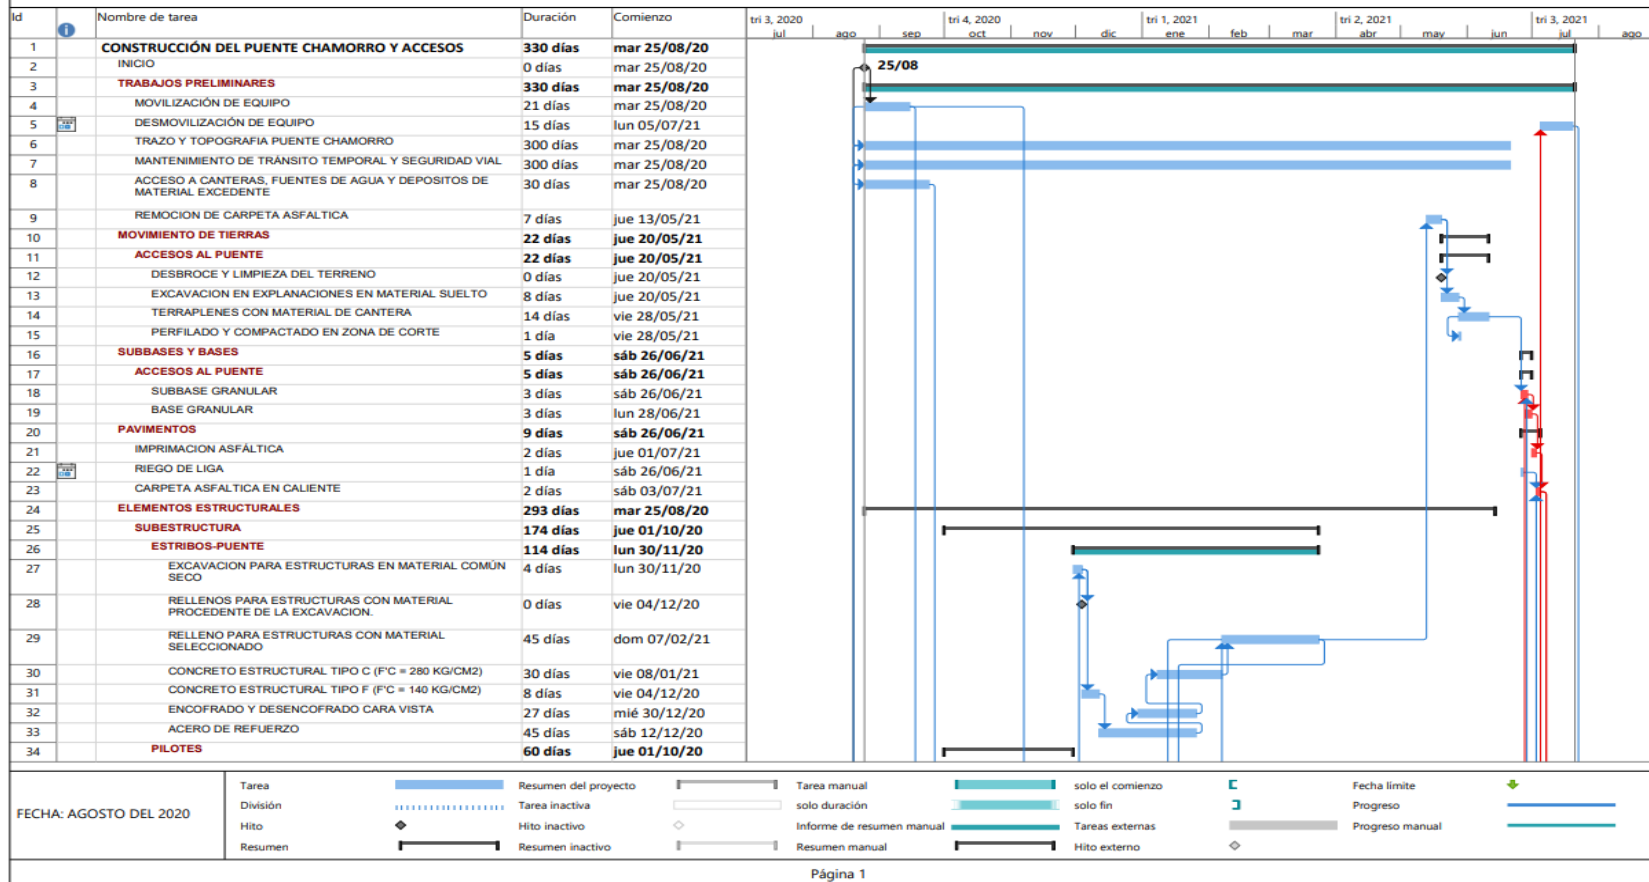 Id Nombre de tarea Duración Comienzo tri 3, 2020 tri 4, 2020 tri 1, 2021 tri 2, 2021 tri 3, 2021
jul ago sep oct nov dic ene feb mar abr may jun jul ago
1 CONSTRUCCIÓN DEL PUENTE CHAMORRO Y ACCESOS 330 días mar 25/08/20
2 INICIO 0 días mar 25/08/20 25/08
3 TRABAJOS PRELIMINARES 330 días mar 25/08/20
4 MOVILIZACIÓN DE EQUIPO 21 días mar 25/08/20
5 DESMOVILIZACIÓN DE EQUIPO 15 días lun 05/07/21
6 TRAZO Y TOPOGRAFIA PUENTE CHAMORRO 300 días mar 25/08/20
7 MANTENIMIENTO DE TRÁNSITO TEMPORAL Y SEGURIDAD VIAL 300 días mar 25/08/20
8 ACCESO A CANTERAS, FUENTES DE AGUA Y DEPOSITOS DE 30 días mar 25/08/20
MATERIAL EXCEDENTE
9 REMOCION DE CARPETA ASFALTICA 7 días jue 13/05/21
10 MOVIMIENTO DE TIERRAS 22 días jue 20/05/21
11 ACCESOS AL PUENTE 22 días jue 20/05/21
12 DESBROCE Y LIMPIEZA DEL TERRENO 0 días jue 20/05/21
13 EXCAVACION EN EXPLANACIONES EN MATERIAL SUELTO 8 días jue 20/05/21
14 TERRAPLENES CON MATERIAL DE CANTERA 14 días vie 28/05/21
15 PERFILADO Y COMPACTADO EN ZONA DE CORTE 1 día vie 28/05/21
16 SUBBASES Y BASES 5 días sáb 26/06/21
17 ACCESOS AL PUENTE 5 días sáb 26/06/21
18 SUBBASE GRANULAR 3 días sáb 26/06/21
19 BASE GRANULAR 3 días lun 28/06/21
20 PAVIMENTOS 9 días sáb 26/06/21
21 IMPRIMACION ASFÁLTICA 2 días jue 01/07/21
22 RIEGO DE LIGA 1 día sáb 26/06/21
23 CARPETA ASFALTICA EN CALIENTE 2 días sáb 03/07/21
24 ELEMENTOS ESTRUCTURALES 293 días mar 25/08/20
25 SUBESTRUCTURA 174 días jue 01/10/20
26 ESTRIBOS-PUENTE 114 días lun 30/11/20
27 EXCAVACION PARA ESTRUCTURAS EN MATERIAL COMÚN 4 días lun 30/11/20
SECO
28 RELLENOS PARA ESTRUCTURAS CON MATERIAL 0 días vie 04/12/20
PROCEDENTE DE LA EXCAVACION.
29 RELLENO PARA ESTRUCTURAS CON MATERIAL 45 días dom 07/02/21
SELECCIONADO
30 CONCRETO ESTRUCTURAL TIPO C (F'C = 280 KG/CM2) 30 días vie 08/01/21
31 CONCRETO ESTRUCTURAL TIPO F (F'C = 140 KG/CM2) 8 días vie 04/12/20
32 ENCOFRADO Y DESENCOFRADO CARA VISTA 27 días mié 30/12/20
33 ACERO DE REFUERZO 45 días sáb 12/12/20
34 PILOTES 60 días jue 01/10/20
FECHA: AGOSTO DEL 2020
Tarea Resumen del proyecto Tarea manual solo el comienzo Fecha límite
División Tarea inactiva solo duración solo fin Progreso
Hito Hito inactivo Informe de resumen manual Tareas externas Progreso manual
Resumen Resumen inactivo Resumen manual Hito externo
Página 1